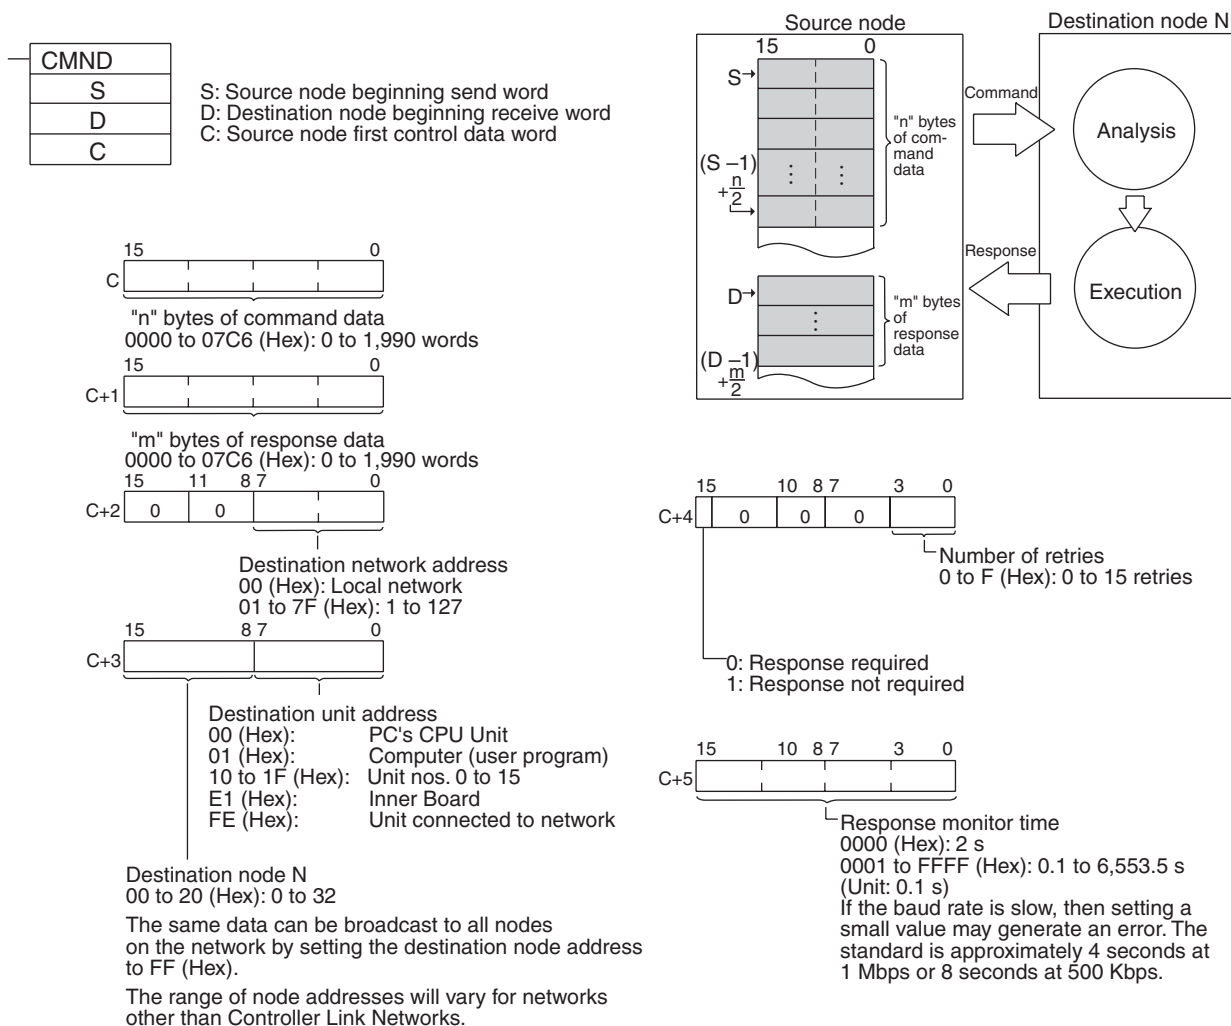 CMND
S
D
C
S: Source node beginning send word
D: Destination node beginning receive word
C: Source node first control data word
Source node
15 0
S
(S –1)
+ n
2
"n" bytes
of com-
mand
data
D
(D –1)
+ m
2
"m" bytes
of
response
data
Command
Response
Destination node N
Analysis
Execution
15 0
C
"n" bytes of command data
0000 to 07C6 (Hex): 0 to 1,990 words
15 0
C+1
"m" bytes of response data
0000 to 07C6 (Hex): 0 to 1,990 words
15 11 8 7 0
C+2 0 0
Destination network address
00 (Hex): Local network
01 to 7F (Hex): 1 to 127
15 8 7 0
C+3
Destination unit address
00 (Hex): PC's CPU Unit
01 (Hex): Computer (user program)
10 to 1F (Hex): Unit nos. 0 to 15
E1 (Hex): Inner Board
FE (Hex): Unit connected to network
Destination node N
00 to 20 (Hex): 0 to 32
The same data can be broadcast to all nodes
on the network by setting the destination node address
to FF (Hex).
The range of node addresses will vary for networks
other than Controller Link Networks.
15 10 8 7 3 0
C+4 0 0 0
Number of retries
0 to F (Hex): 0 to 15 retries
0: Response required
1: Response not required
15 10 8 7 3 0
C+5
Response monitor time
0000 (Hex): 2 s
0001 to FFFF (Hex): 0.1 to 6,553.5 s
(Unit: 0.1 s)
If the baud rate is slow, then setting a
small value may generate an error. The
standard is approximately 4 seconds at
1 Mbps or 8 seconds at 500 Kbps.